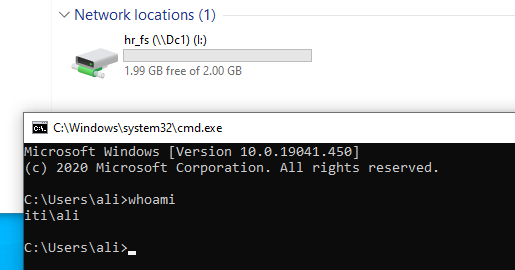 Network locations (1)
hr_fs (\\Dc1) (I:)
1.99 GB free of 2.00 GB
C:\Windows\system32\cmd.exe
Microsoft Windows [Version 10.0.19041.450]
(c) 2020 Microsoft Corporation. All rights reserved.
C:\Users\ali>whoami
iti\ali
C:\Users\ali>